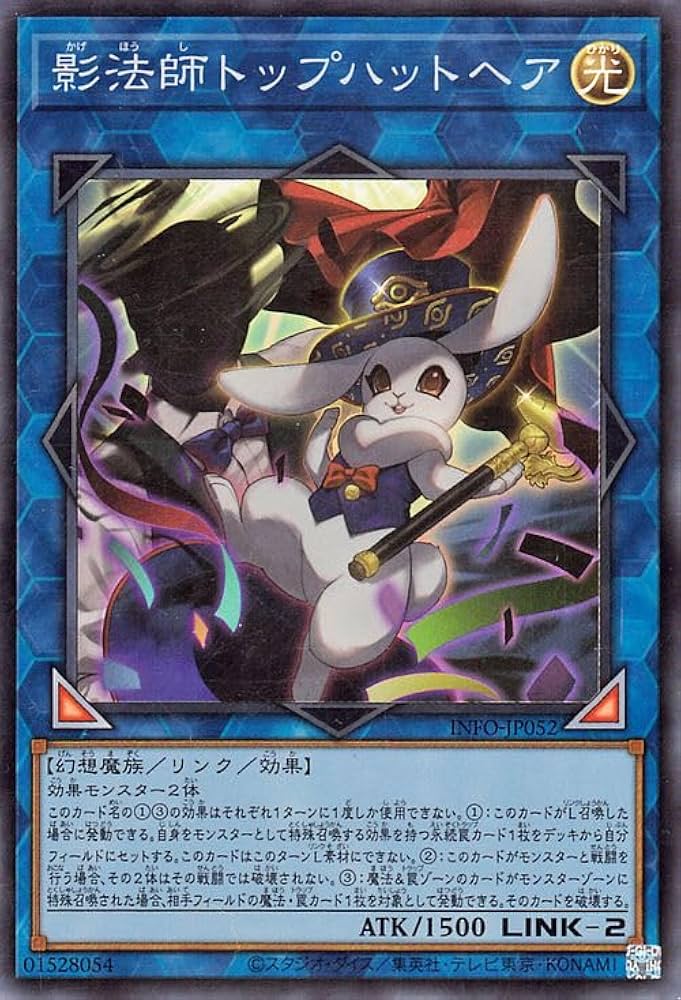 影法師トップハットヘア
光
INFO-JP052
【幻想魔族／リンク／効果】
効果モンスター2体
このカード名の①③の効果はそれぞれ1ターンに1度しか使用できない。①：このカードがL召喚した
場合に発動できる。自身をモンスターとして特殊召喚する効果を持つ永続罠カード1枚をデッキから自分
フィールドにセットする。このカードはこのターンL素材にできない。②：このカードがモンスターと戦闘を
行う場合、その2体はその戦闘では破壊されない。③：魔法＆罠ゾーンのカードがモンスターゾーンに
特殊召喚された場合、相手フィールドの魔法・罠カード1枚を対象として発動できる。そのカードを破壊する。
ATK/1500 LINK-2
01528054 ©スタジオ・ダイス／集英社・テレビ東京・KONAMI